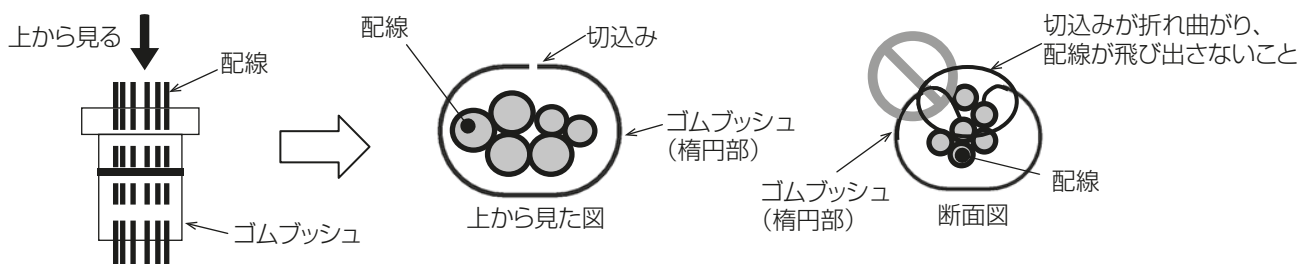 上から見る
配線
ゴムブッシュ
配線
切込み
ゴムブッシュ
（楕円部）
上から見た図
切込みが折れ曲がり、
配線が飛び出さないこと
ゴムブッシュ
（楕円部）
配線
断面図